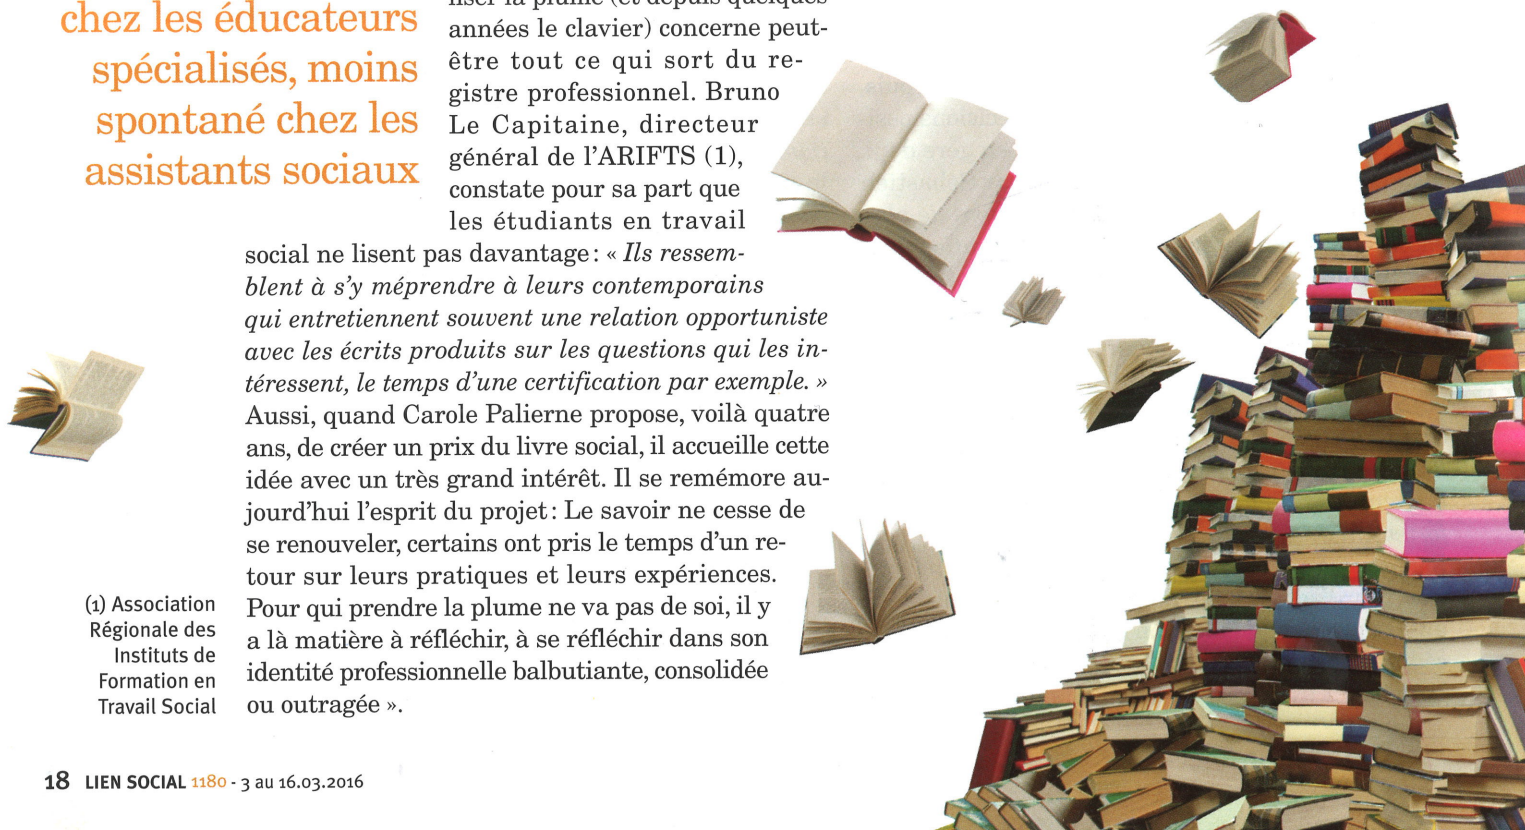 chez les éducateurs
spécialisés, moins
spontané chez les
assistants sociaux
liser la plume (et depuis quelques
années le clavier) concerne peut-
être tout ce qui sort du re-
gistre professionnel. Bruno
Le Capitaine, directeur
général de l’ARIFTS (1),
constate pour sa part que
les étudiants en travail
social ne lisent pas davantage : « Ils ressem-
blent à s’y méprendre à leurs contemporains
qui entretiennent souvent une relation opportuniste
avec les écrits produits sur les questions qui les in-
téressent, le temps d’une certification par exemple. »
Aussi, quand Carole Palierne propose, voilà quatre
ans, de créer un prix du livre social, il accueille cette
idée avec un très grand intérêt. Il se remémore au-
jourd’hui l’esprit du projet : Le savoir ne cesse de
se renouveler, certains ont pris le temps d’un re-
tour sur leurs pratiques et leurs expériences.
Pour qui prendre la plume ne va pas de soi, il y
a là matière à réfléchir, à se réfléchir dans son
identité professionnelle balbutiante, consolidée
ou outragée ».
(1) Association
Régionale des
Instituts de
Formation en
Travail Social
18 LIEN SOCIAL 1180 - 3 au 16.03.2016